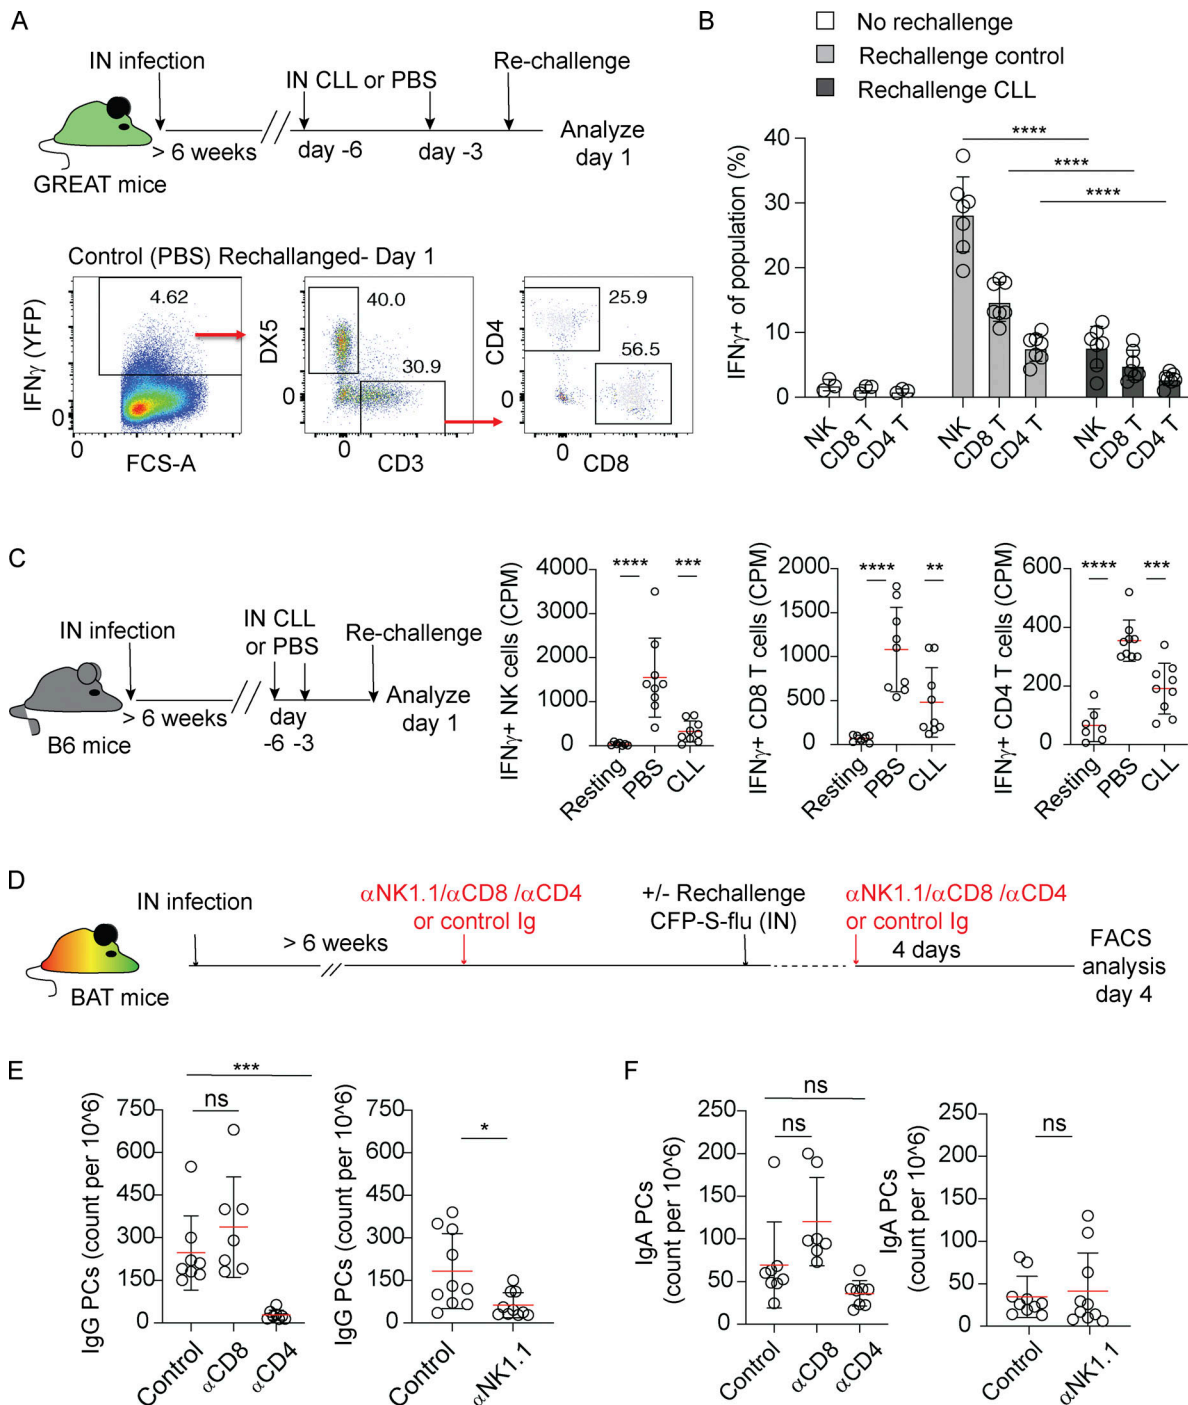 A
IN infection
IN CLL or PBS
Re-challenge
> 6 weeks
day -6
day -3
Analyze
day 1
GREAT mice
Control (PBS) Rechallanged- Day 1
IFNγ (YFP)
4.62
0
0
FCS-A
DX5
40.0
30.9
0
0
CD3
CD4
25.9
56.5
0
0
CD8
B
No rechallenge
Rechallenge control
Rechallenge CLL
IFNγ+ of population (%)
40
30
20
10
0
****
****
****
NK
CD8 T
CD4 T
NK
CD8 T
CD4 T
NK
CD8 T
CD4 T
C
IN infection
IN CLL
or PBS
Re-challenge
> 6 weeks
day
-6 -3
Analyze
day 1
B6 mice
IFNγ+ NK cells (CPM)
4000
3000
2000
1000
0
****
***
Resting
PBS
CLL
IFNγ+ CD8 T cells (CPM)
2000
1500
1000
500
0
****
**
Resting
PBS
CLL
IFNγ+ CD4 T cells (CPM)
600
400
200
0
****
***
Resting
PBS
CLL
D
IN infection
> 6 weeks
αNK1.1/αCD8 /αCD4
or control Ig
+/- Rechallenge
CFP-S-flu (IN)
αNK1.1/αCD8 /αCD4
or control Ig
4 days
FACS
analysis
day 4
BAT mice
E
IgG PCs (count per 10^6)
750
600
450
300
150
0
***
ns
Control
αCD8
αCD4
IgG PCs (count per 10^6)
750
600
450
300
150
0
*
Control
αNK1.1
F
IgA PCs
(count per 10^6)
250
200
150
100
50
0
ns
ns
Control
αCD8
αCD4
IgA PCs
(count per 10^6)
250
200
150
100
50
0
ns
Control
αNK1.1